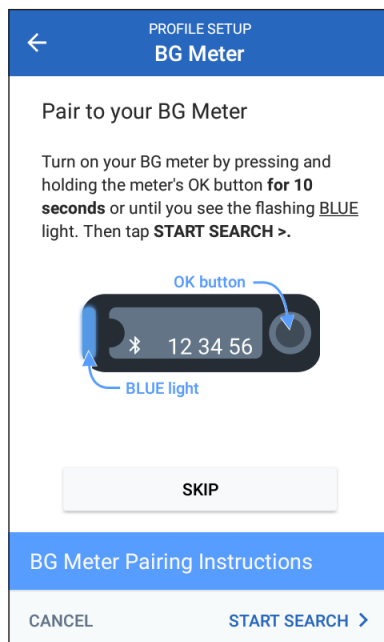 PROFILE SETUP
BG Meter
Pair to your BG Meter
Turn on your BG meter by pressing and
holding the meter's OK button for 10
seconds or until you see the flashing BLUE
light. Then tap START SEARCH >.
OK button
12 34 56
BLUE light
SKIP
BG Meter Pairing Instructions
CANCEL
START SEARCH >